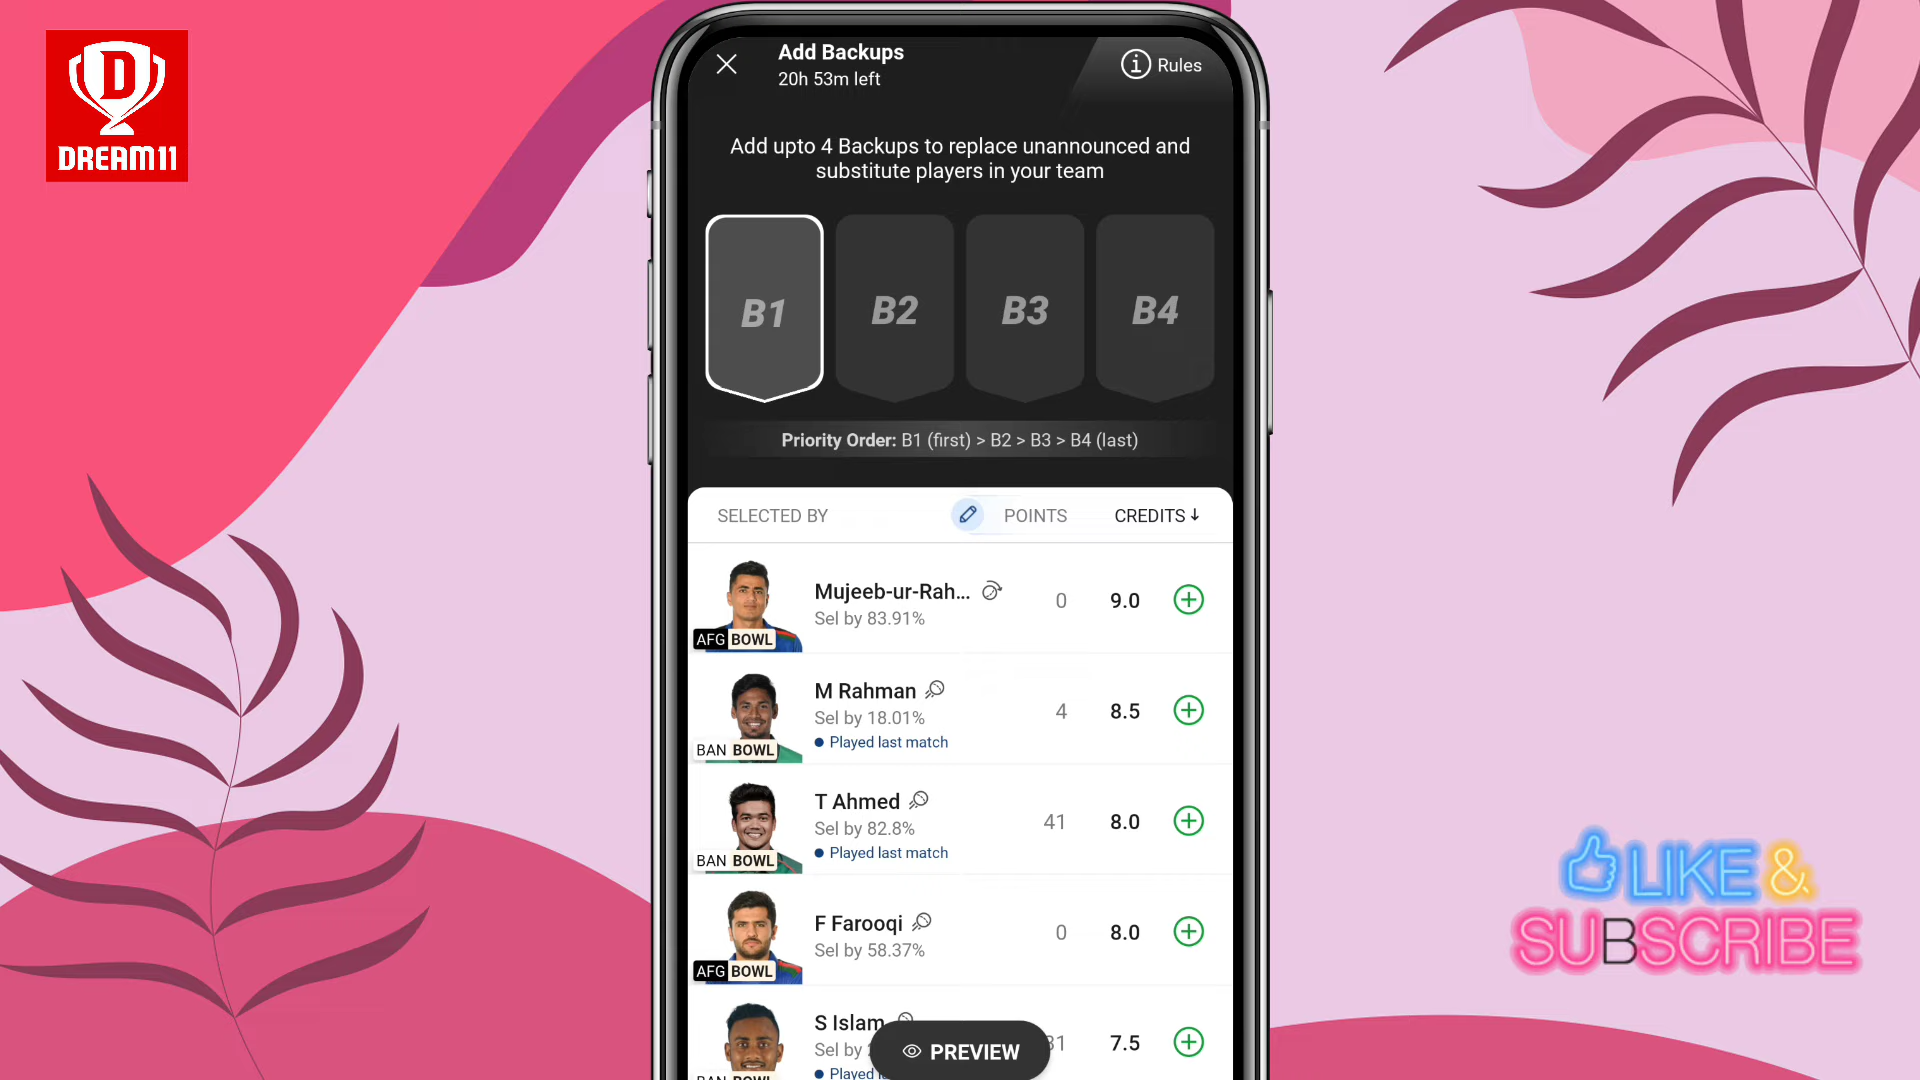 D
DREAM11
Add Backups
20h 53m left
i Rules
Add upto 4 Backups to replace unannounced and
substitute players in your team
B1 B2 B3 B4
Priority Order: B1 (first) > B2 > B3 > B4 (last)
SELECTED BY POINTS CREDITS↓
Mujeeb-ur-Rah... 0 9.0
Sel by 83.91%
AFG BOWL
M Rahman 4 8.5
Sel by 18.01%
Played last match
BAN BOWL
T Ahmed 41 8.0
Sel by 82.8%
Played last match
BAN BOWL
F Farooqi 0 8.0
Sel by 58.37%
AFG BOWL
S Islam 7.5
Sel by
Played
BAN BOWL
PREVIEW
LIKE &
SUBSCRIBE